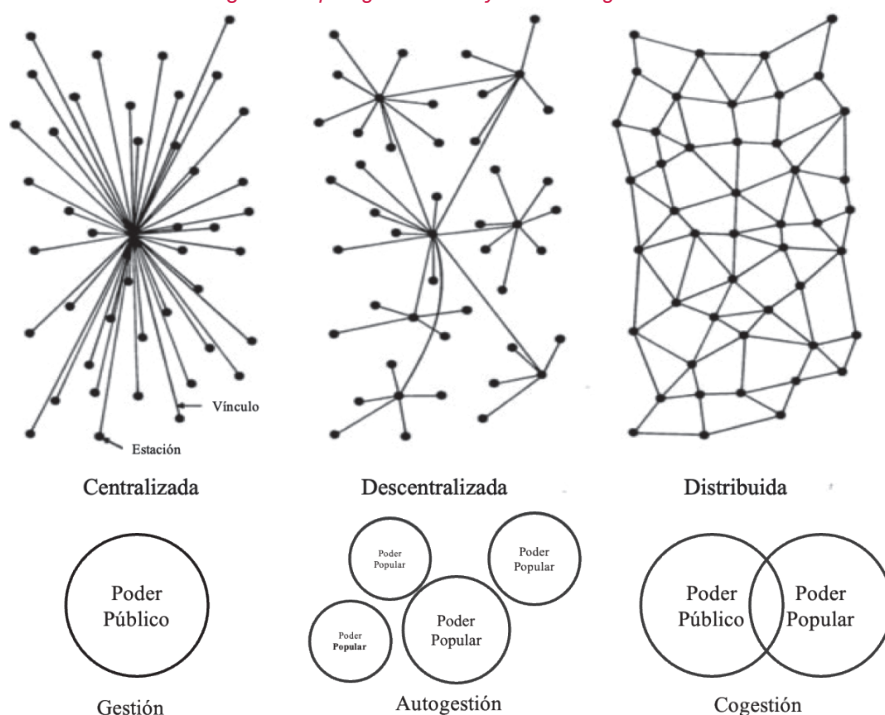 Vínculo
Estación
Centralizada
Descentralizada
Distribuida
Poder
Público
Poder
Popular
Poder
Popular
Poder
Popular
Poder
Popular
Poder
Público
Poder
Popular
Gestión
Autogestión
Cogestión